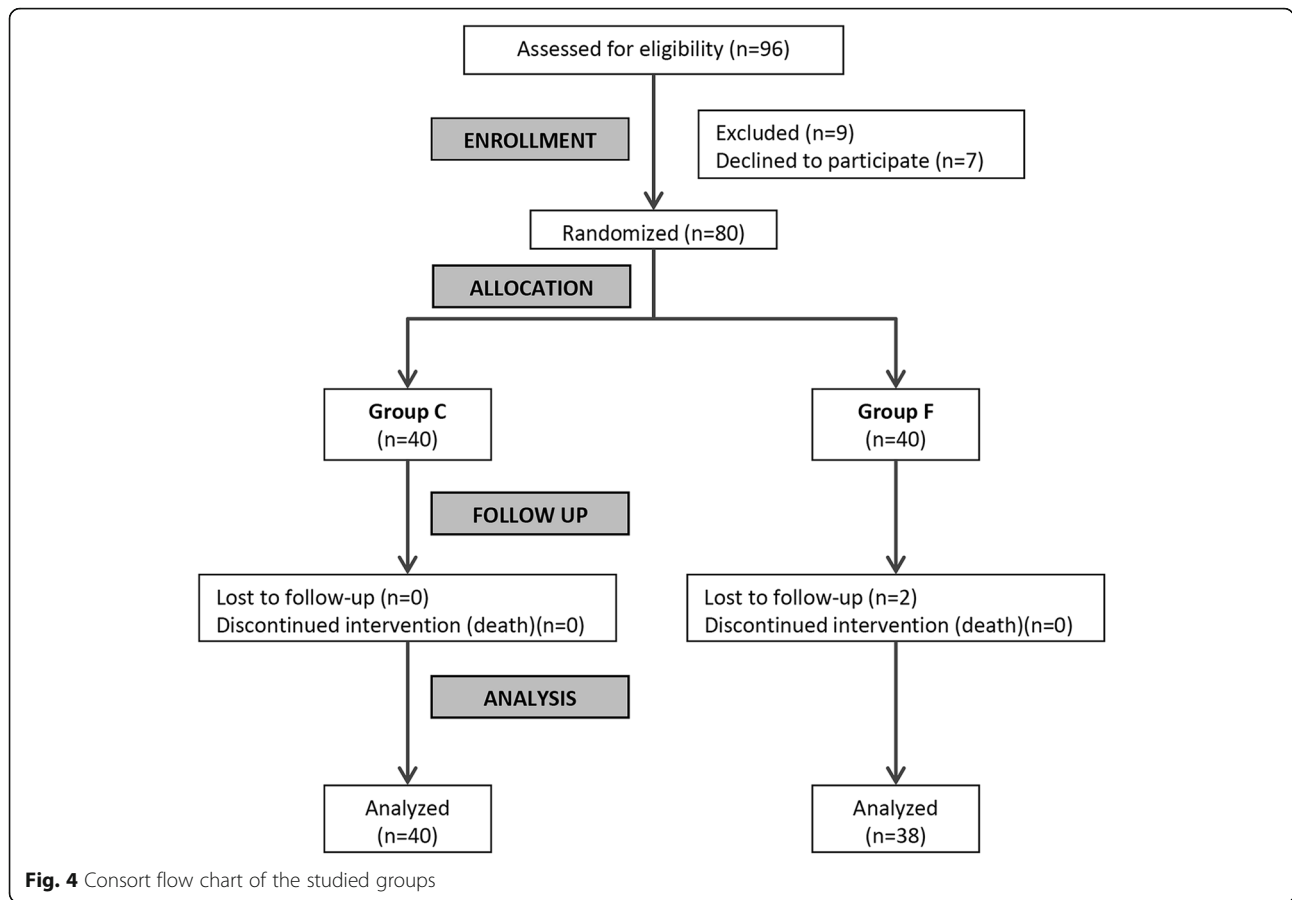 Assessed for eligibility (n=96)
ENROLLMENT
Excluded (n=9)
Declined to participate (n=7)
Randomized (n=80)
ALLOCATION
Group C
(n=40)
Group F
(n=40)
FOLLOW UP
Lost to follow-up (n=0)
Discontinued intervention (death)(n=0)
Lost to follow-up (n=2)
Discontinued intervention (death)(n=0)
ANALYSIS
Analyzed
(n=40)
Analyzed
(n=38)
Fig. 4 Consort flow chart of the studied groups